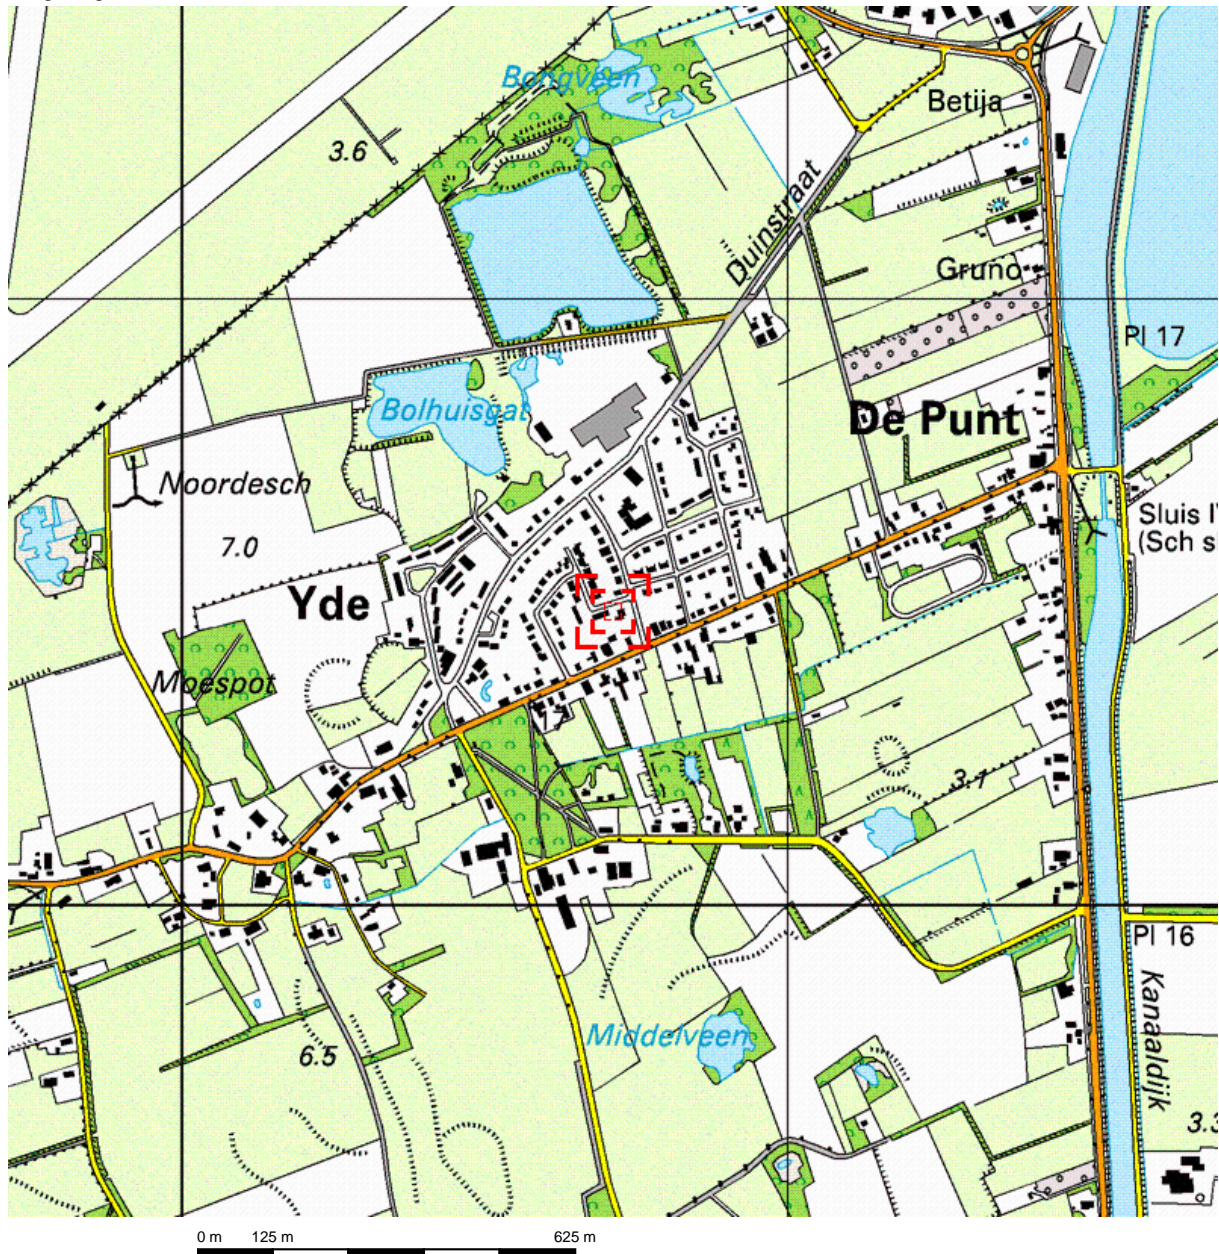 Bongveen
Betija
3.6
Duinstraat
Gruno
Pl 17
Bolhuisgat
De Punt
Noordesch
Sluis I
(Sch s
7.0
Yde
Moespot
3.1
Pl 16
Kanaaldijk
6.5
Middelveen
3.3
0 m 125 m 625 m